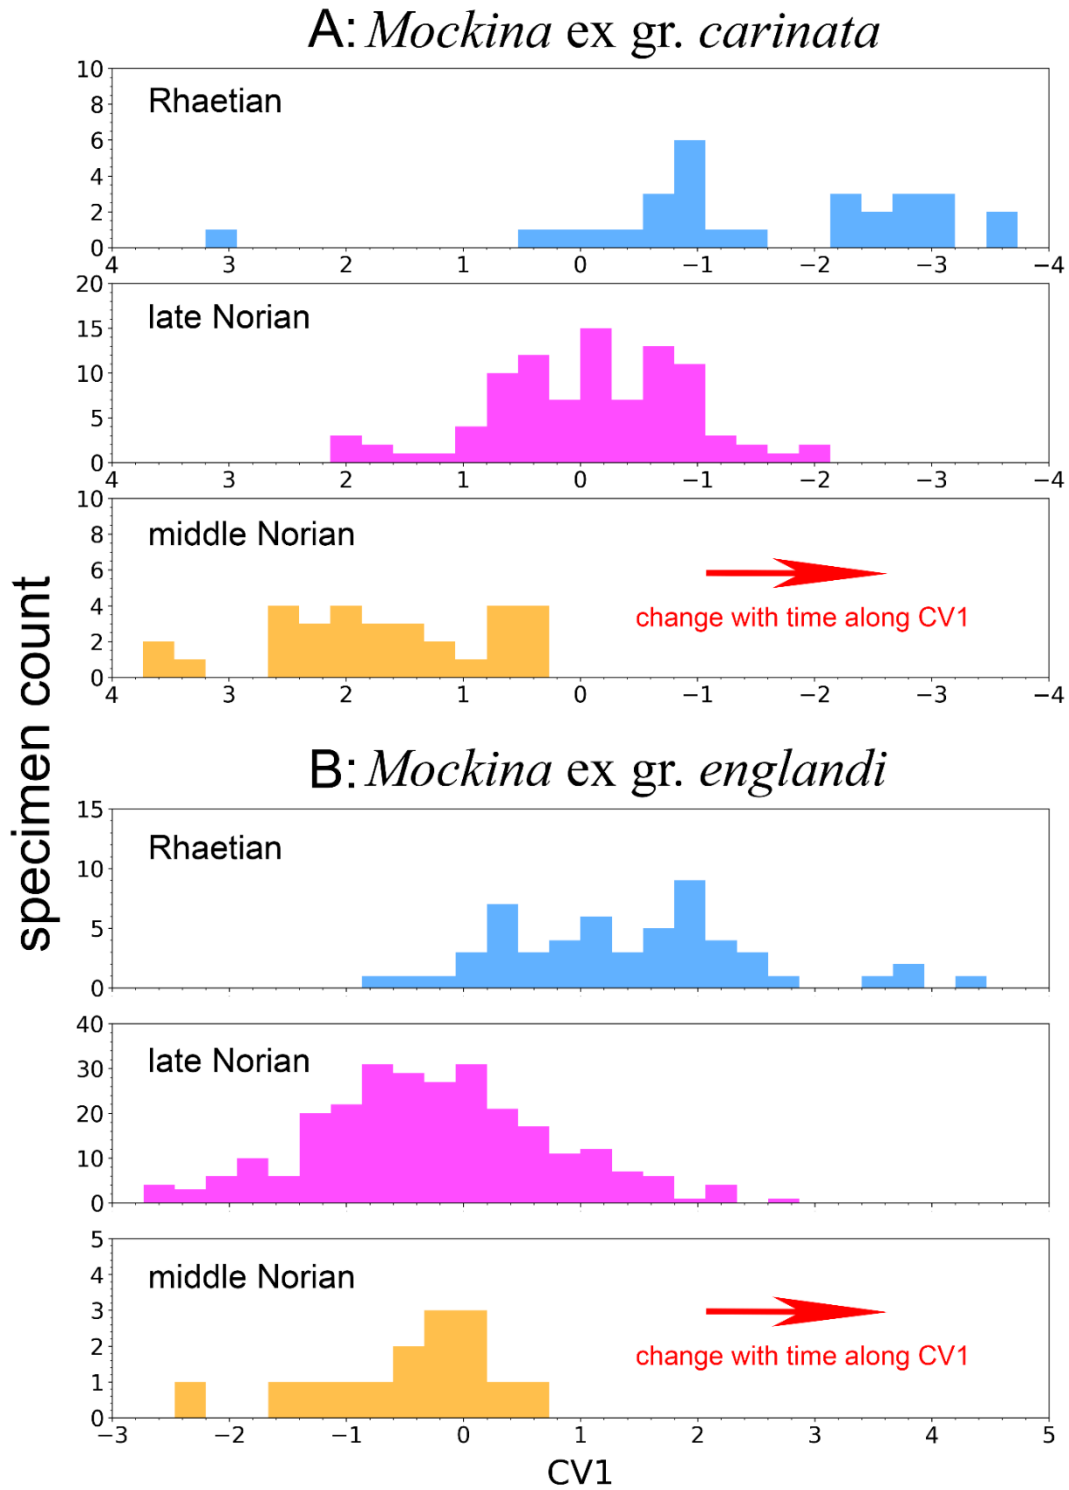 A: Mockina ex gr. carinata
10
8
6
4
2
0
Rhaetian
4 3 2 1 0 −1 −2 −3 −4
20
15
10
5
0
late Norian
4 3 2 1 0 −1 −2 −3 −4
10
8
6
4
2
0
middle Norian
change with time along CV1
4 3 2 1 0 −1 −2 −3 −4
specimen count
B: Mockina ex gr. englandi
15
10
5
0
Rhaetian
40
30
20
10
0
late Norian
5
4
3
2
1
0
middle Norian
change with time along CV1
−3 −2 −1 0 1 2 3 4 5
CV1